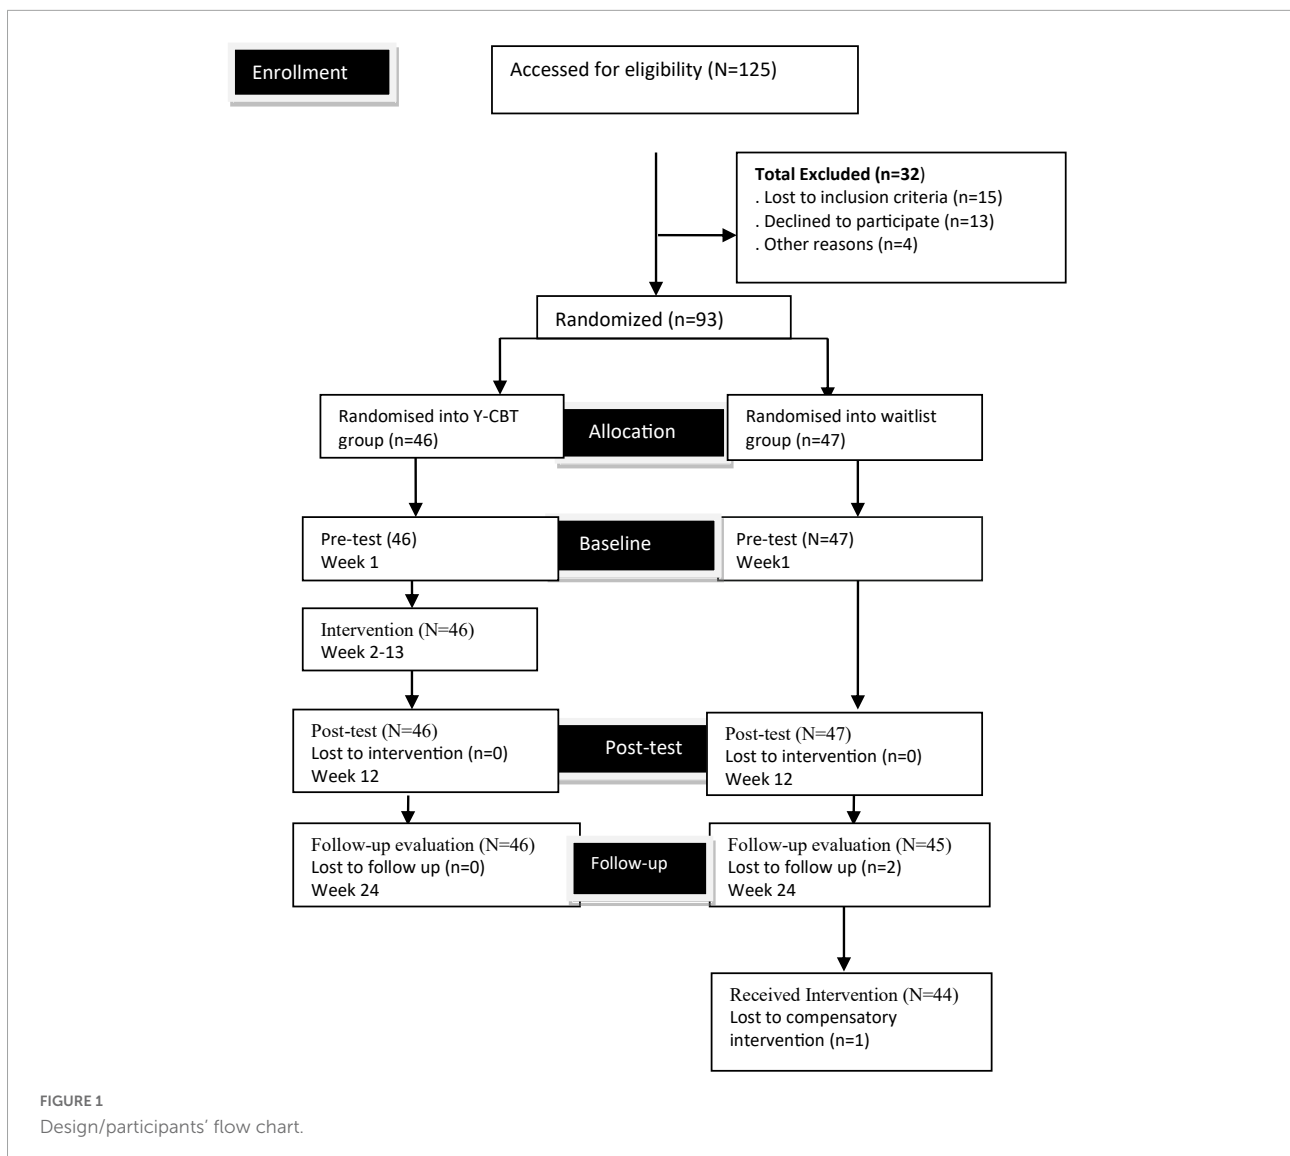 Enrollment
Accessed for eligibility (N=125)
Total Excluded (n=32)
. Lost to inclusion criteria (n=15)
. Declined to participate (n=13)
. Other reasons (n=4)
Randomized (n=93)
Randomised into Y-CBT
group (n=46)
Allocation
Randomised into waitlist
group (n=47)
Pre-test (46)
Week 1
Baseline
Pre-test (N=47)
Week1
Intervention (N=46)
Week 2-13
Post-test (N=46)
Lost to intervention (n=0)
Week 12
Post-test
Post-test (N=47)
Lost to intervention (n=0)
Week 12
Follow-up evaluation (N=46)
Lost to follow up (n=0)
Week 24
Follow-up
Follow-up evaluation (N=45)
Lost to follow up (n=2)
Week 24
Received Intervention (N=44)
Lost to compensatory
intervention (n=1)
FIGURE 1
Design/participants’ flow chart.